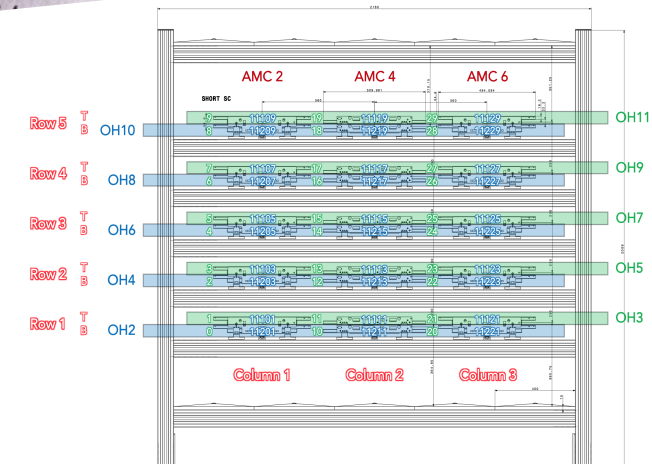 2700
AMC 2 AMC 4 AMC 6
SHORT SC
Row 5 T 9 11109 19 11119 29 11129 OH11
B OH10 8 11209 18 11219 28 11229
Row 4 T 7 11107 17 11117 27 11127 OH9
B OH8 6 11207 16 11217 26 11227
Row 3 T 5 11105 15 11115 25 11125 OH7
B OH6 4 11205 14 11215 24 11225
Row 2 T 3 11103 13 11113 23 11123 OH5
B OH4 2 11203 12 11213 22 11223
Row 1 T 1 11101 11 11111 21 11121 OH3
B OH2 0 11201 10 11211 20 11221
Column 1 Column 2 Column 3